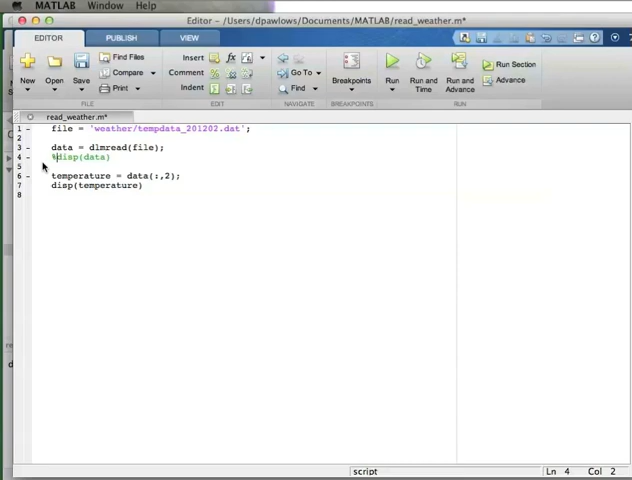 MATLAB Window Help
Editor - /Users/dpawlows/Documents/MATLAB/read_weather.m*
EDITOR PUBLISH VIEW
New Open Save Find Files Compare Print Insert Comment Indent fx Go To Find Breakpoints Run Run and Time Run and Advance Run Section Advance
FILE EDIT NAVIGATE BREAKPOINTS RUN
read_weather.m*
1 file = 'weather/tempdata_201202.dat';
2
3 data = dlmread(file);
4 %disp(data)
5
6 temperature = data(:,2);
7 disp(temperature)
8
script Ln 4 Col 2